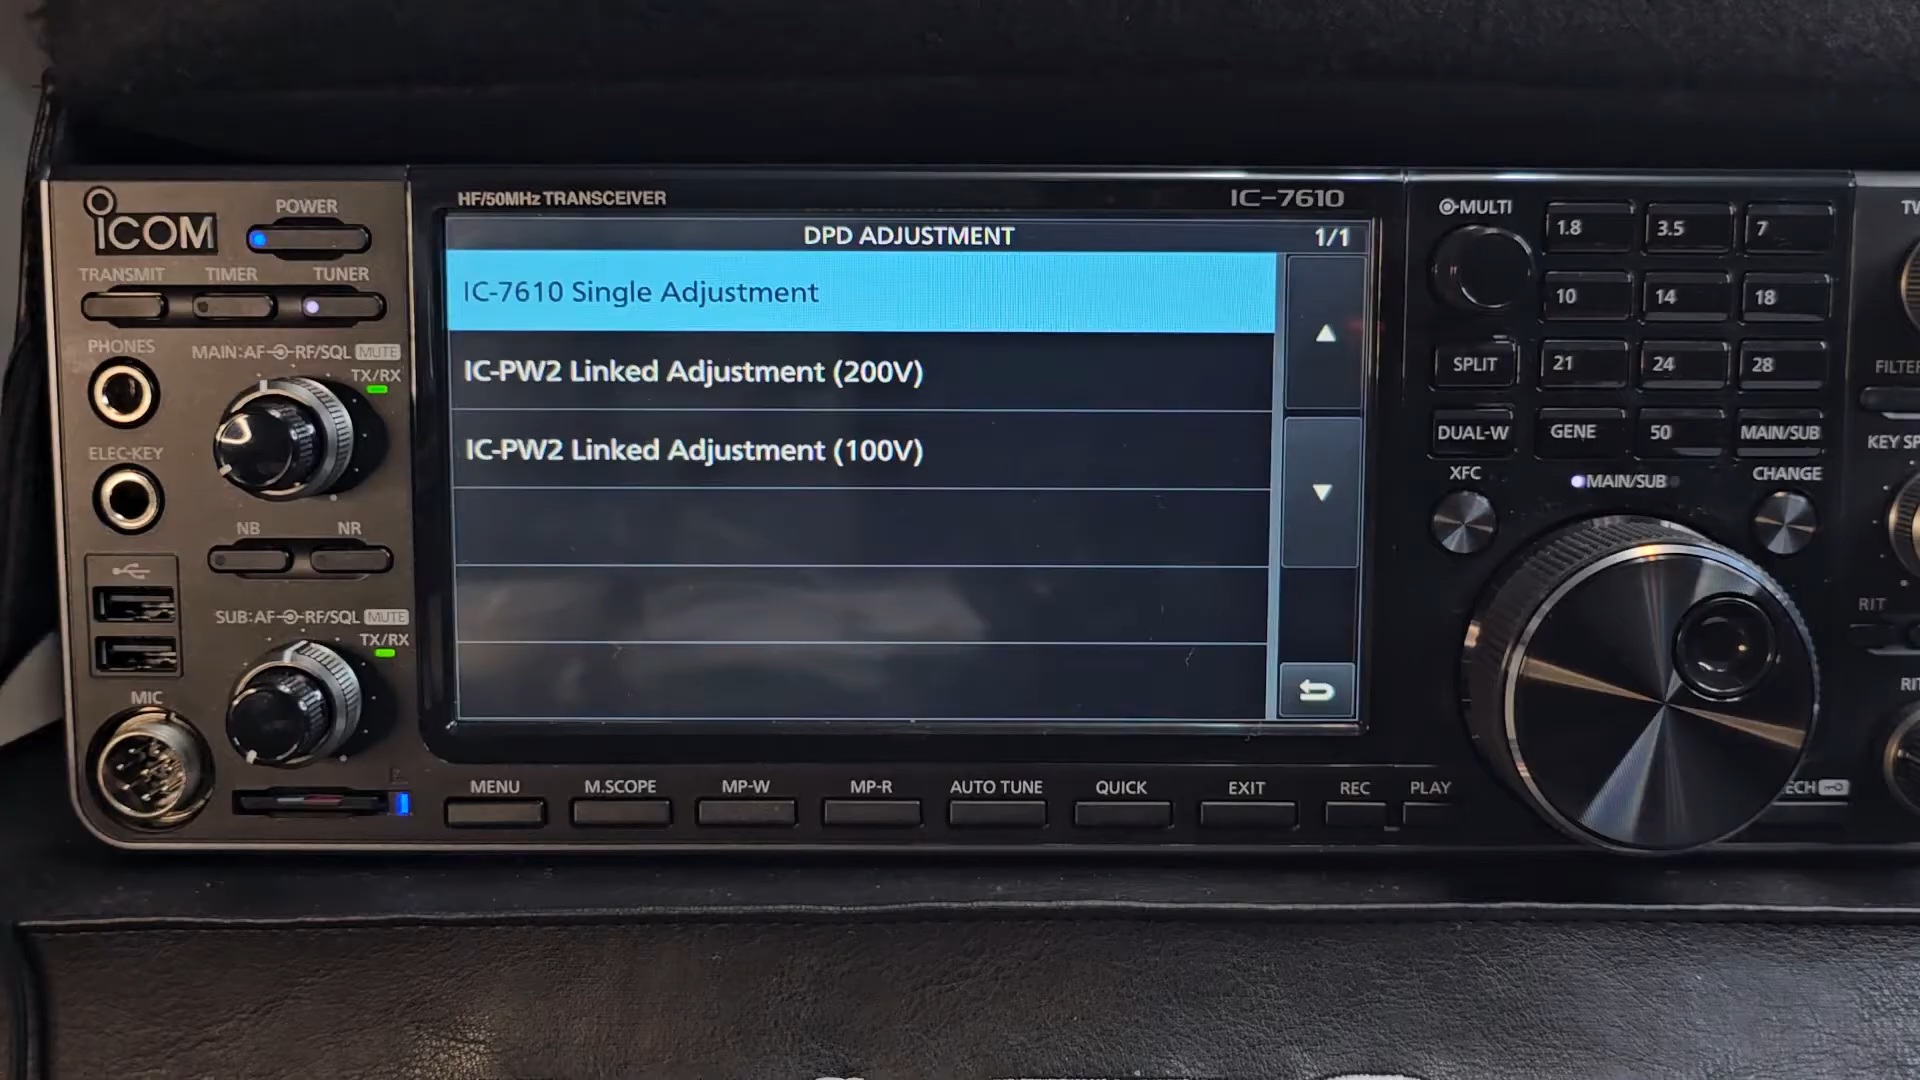 ICOM
POWER
TRANSMIT TIMER TUNER
PHONES
MAIN:AF RF/SQL MUTE
TX/RX
ELEC-KEY
NB NR
SUB:AF RF/SQL MUTE
TX/RX
MIC
HF/50MHz TRANSCEIVER IC-7610
DPD ADJUSTMENT 1/1
IC-7610 Single Adjustment
IC-PW2 Linked Adjustment (200V)
IC-PW2 Linked Adjustment (100V)
MENU M.SCOPE MP-W MP-R AUTO TUNE QUICK EXIT REC PLAY
MULTI
1.8 3.5 7
10 14 18
SPLIT 21 24 28
DUAL-W GENE 50 MAIN/SUB
XFC MAIN/SUB CHANGE
FILTER
KEY SP
RIT